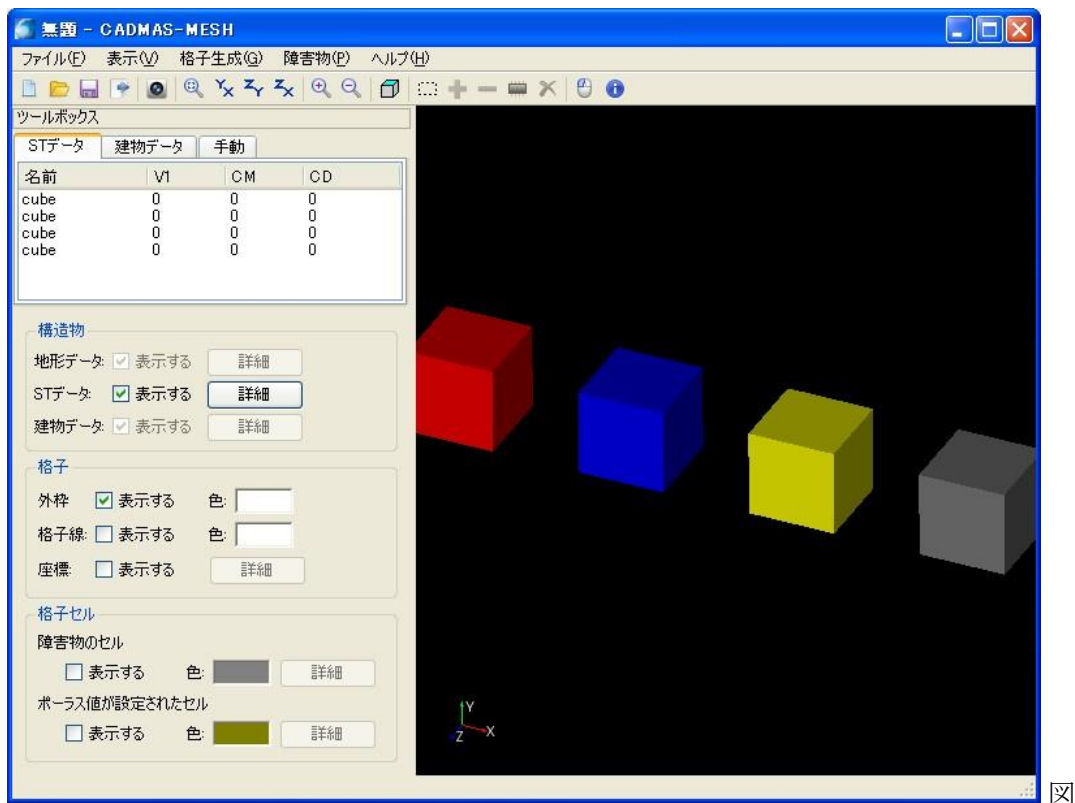 無題 - CADMAS-MESH
ファイル(F) 表示(V) 格子生成(G) 障害物(P) ヘルプ(H)
ツールボックス
STデータ 建物データ 手動
名前 V1 CM CD
cube 0 0 0
cube 0 0 0
cube 0 0 0
cube 0 0 0
構造物
地形データ: 表示する 詳細
STデータ: 表示する 詳細
建物データ: 表示する 詳細
格子
外枠 表示する 色:
格子線: 表示する 色:
座標: 表示する 詳細
格子セル
障害物のセル
表示する 色: 詳細
ポーラス値が設定されたセル
表示する 色: 詳細
Y
Z X
図